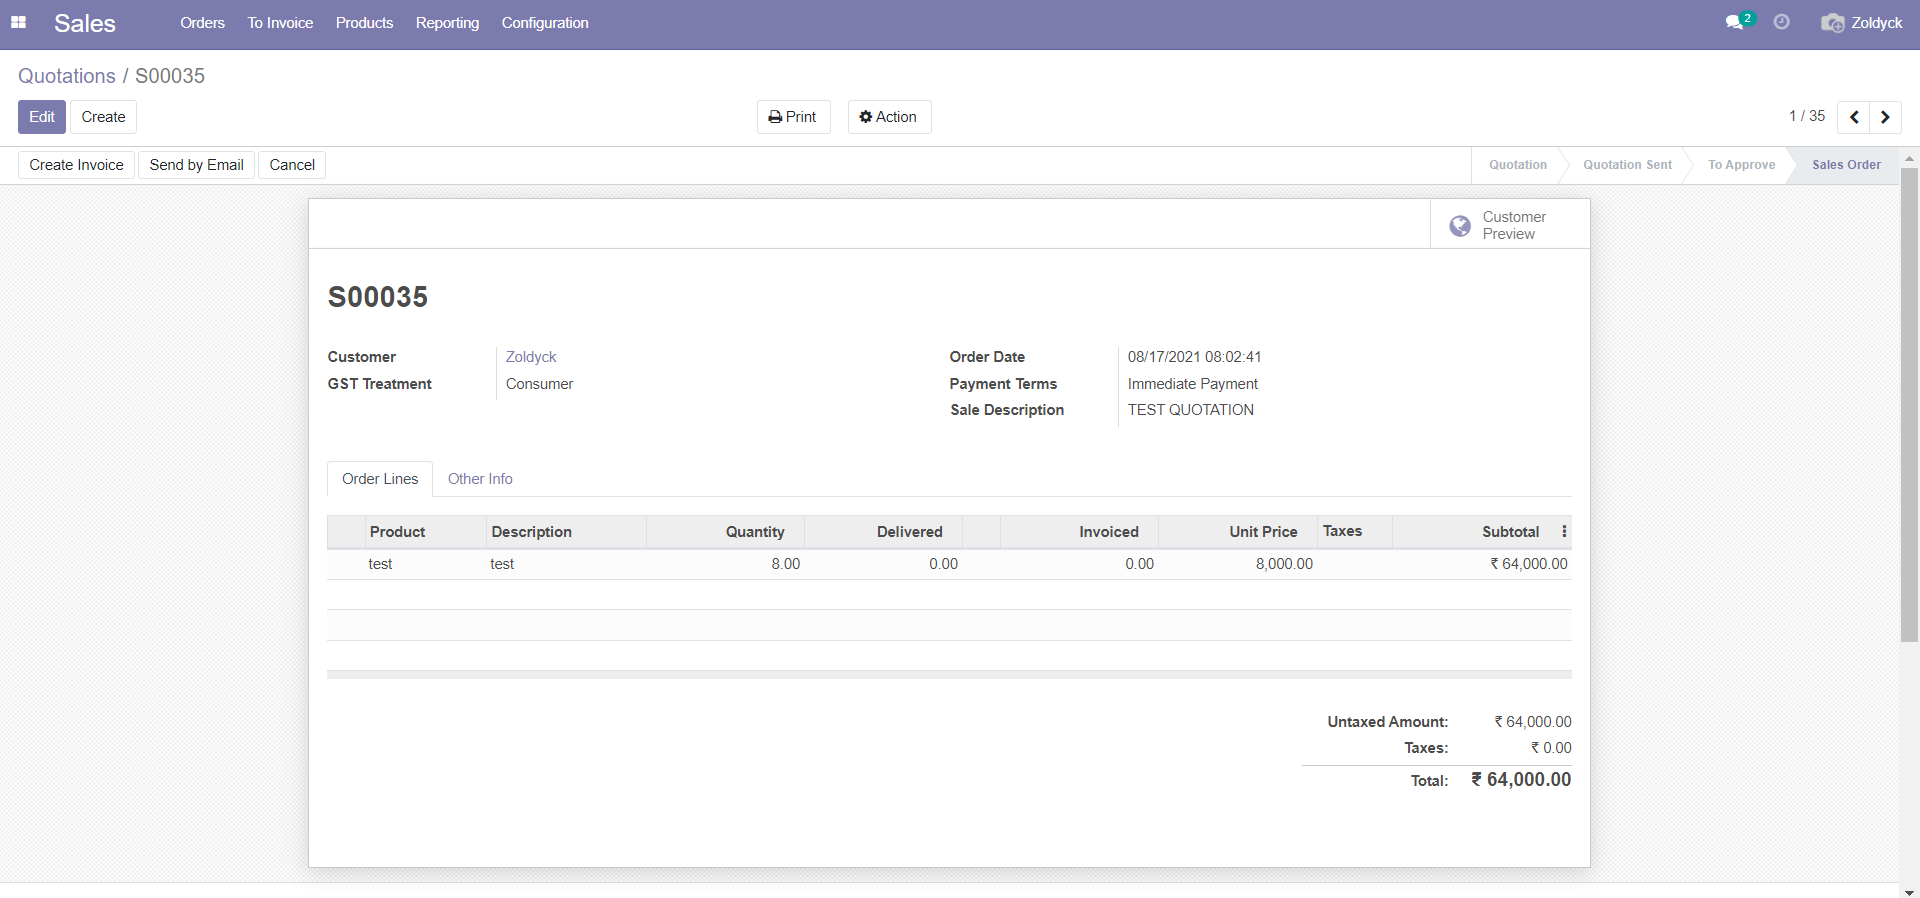 Sales Orders To Invoice Products Reporting Configuration 2 Zoldyck
Quotations / S00035
Edit Create Print Action 1 / 35
Create Invoice Send by Email Cancel Quotation Quotation Sent To Approve Sales Order
Customer
Preview
S00035
Customer Zoldyck Order Date 08/17/2021 08:02:41
GST Treatment Consumer Payment Terms Immediate Payment
Sale Description TEST QUOTATION
Order Lines Other Info
Product Description Quantity Delivered Invoiced Unit Price Taxes Subtotal
test test 8.00 0.00 0.00 8,000.00 ₹ 64,000.00
Untaxed Amount: ₹ 64,000.00
Taxes: ₹ 0.00
Total: ₹ 64,000.00